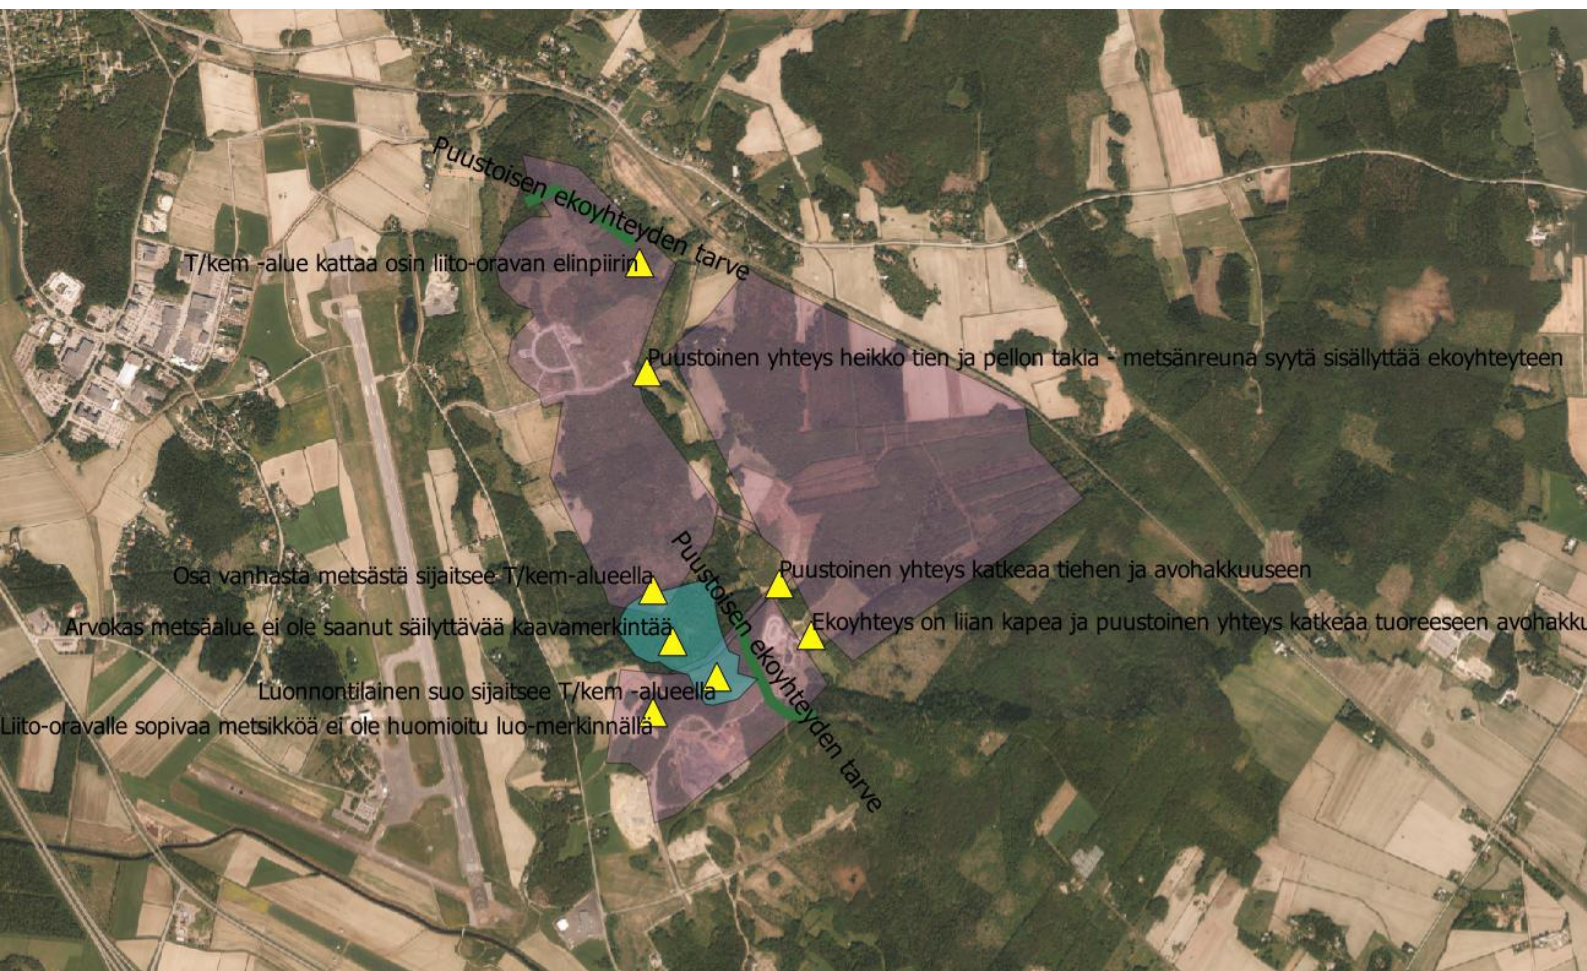 Puustoisen ekoyhteyden tarve
T/kem -alue kattaa osin liito-oravan elinpiirin
Puustoinen yhteys heikko tien ja pellon takia - metsänreuna syytä sisällyttää ekoyhteyteen
Puustoisen ekoyhteyden tarve
Osa vanhasta metsästä sijaitsee T/kem-alueella
Puustoinen yhteys katkeaa tiehen ja avohakkuuseen
Arvokas metsäalue ei ole saanut säilyttävää kaavamerkintää
Ekoyhteys on liian kapea ja puustoinen yhteys katkeaa tuoreeseen avohakku
Luonnontilainen suo sijaitsee T/kem -alueella
Liito-oravalle sopivaa metsikköä ei ole huomioitu luo-merkinnällä